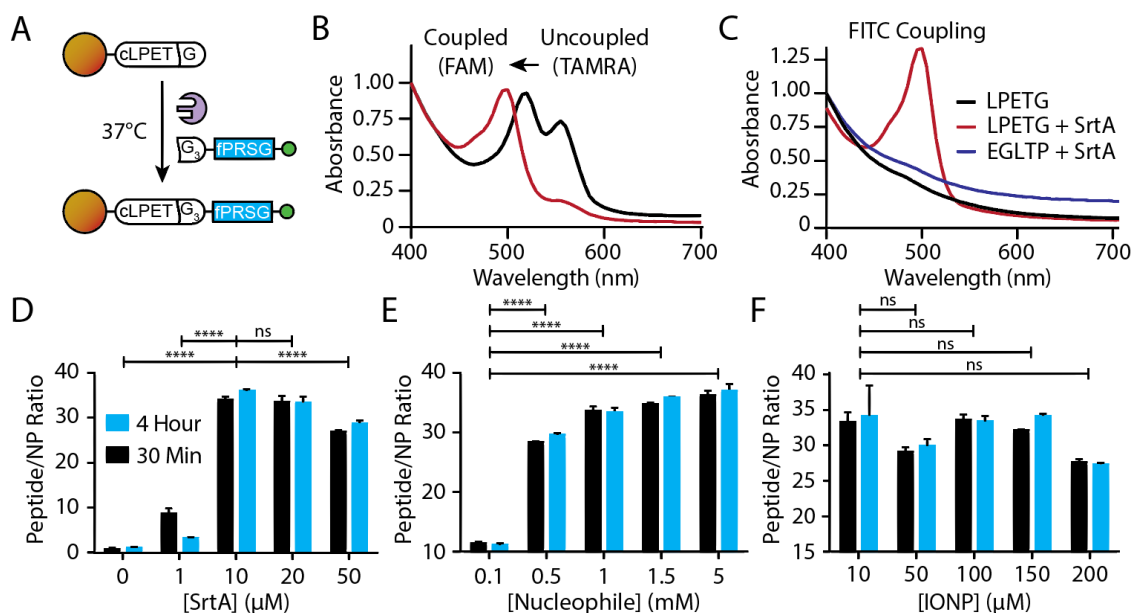 A
cLPET G
37ºC
G3 fPRSG
cLPET G3 fPRSG
B
Coupled Uncoupled
(FAM) (TAMRA)
1.00
0.75
0.50
0.25
0
Abosrbance
400 500 600 700
Wavelength (nm)
C
FITC Coupling
1.25
1.00
0.75
0.50
0.25
0
Abosrbance
LPETG
LPETG + SrtA
EGLTP + SrtA
400 500 600 700
Wavelength (nm)
D
**** ns
**** ****
40
30
20
10
0
Peptide/NP Ratio
4 Hour
30 Min
0 1 10 20 50
[SrtA] (µM)
E
****
****
****
****
40
30
20
10
Peptide/NP Ratio
0.1 0.5 1 1.5 5
[Nucleophile] (mM)
F
ns
ns
ns
ns
40
35
30
25
20
15
Peptide/NP Ratio
10 50 100 150 200
[IONP] (µM)